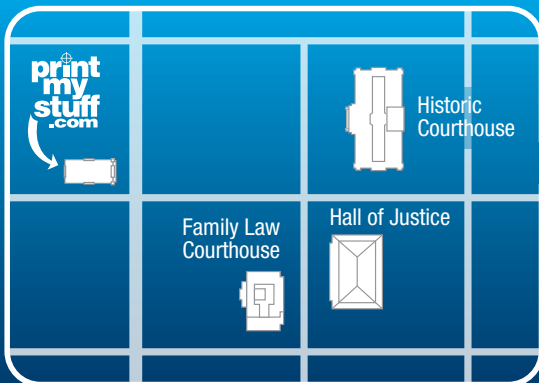 print
my
stuff
.com
Historic
Courthouse
Family Law
Courthouse
Hall of Justice